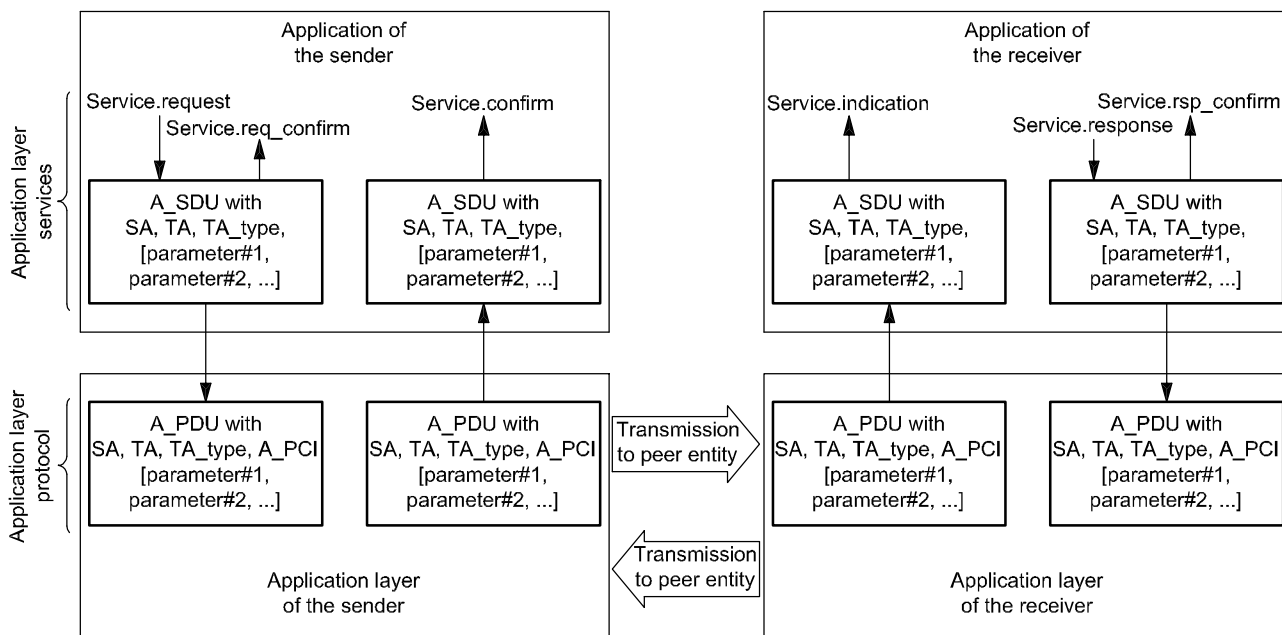 Application of
the sender
Application of
the receiver
Application layer
services
Service.request
Service.req_confirm
Service.confirm
Service.indication
Service.rsp_confirm
Service.response
A_SDU with
SA, TA, TA_type,
[parameter#1,
parameter#2, ...]
A_SDU with
SA, TA, TA_type,
[parameter#1,
parameter#2, ...]
A_SDU with
SA, TA, TA_type,
[parameter#1,
parameter#2, ...]
A_SDU with
SA, TA, TA_type,
[parameter#1,
parameter#2, ...]
Application layer
protocol
A_PDU with
SA, TA, TA_type, A_PCI
[parameter#1,
parameter#2, ...]
A_PDU with
SA, TA, TA_type, A_PCI
[parameter#1,
parameter#2, ...]
Transmission
to peer entity
A_PDU with
SA, TA, TA_type, A_PCI
[parameter#1,
parameter#2, ...]
A_PDU with
SA, TA, TA_type, A_PCI
[parameter#1,
parameter#2, ...]
Transmission
to peer entity
Application layer
of the sender
Application layer
of the receiver